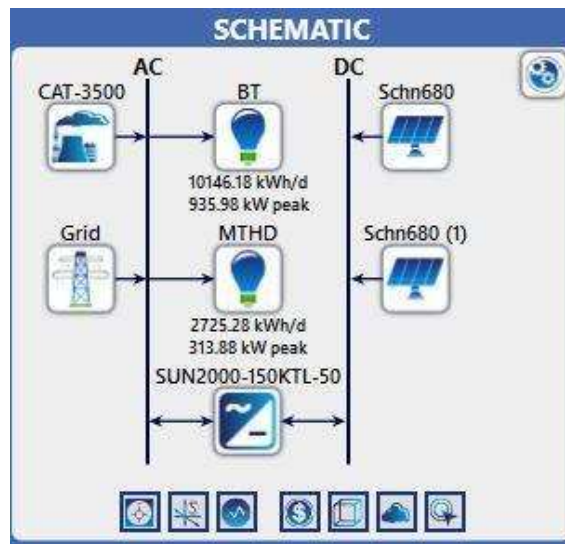 SCHEMATIC
AC DC
CAT-3500 BT Schn680
10146.18 kWh/d
935.98 kW peak
Grid MTHD Schn680 (1)
2725.28 kWh/d
313.88 kW peak
SUN2000-150KTL-50